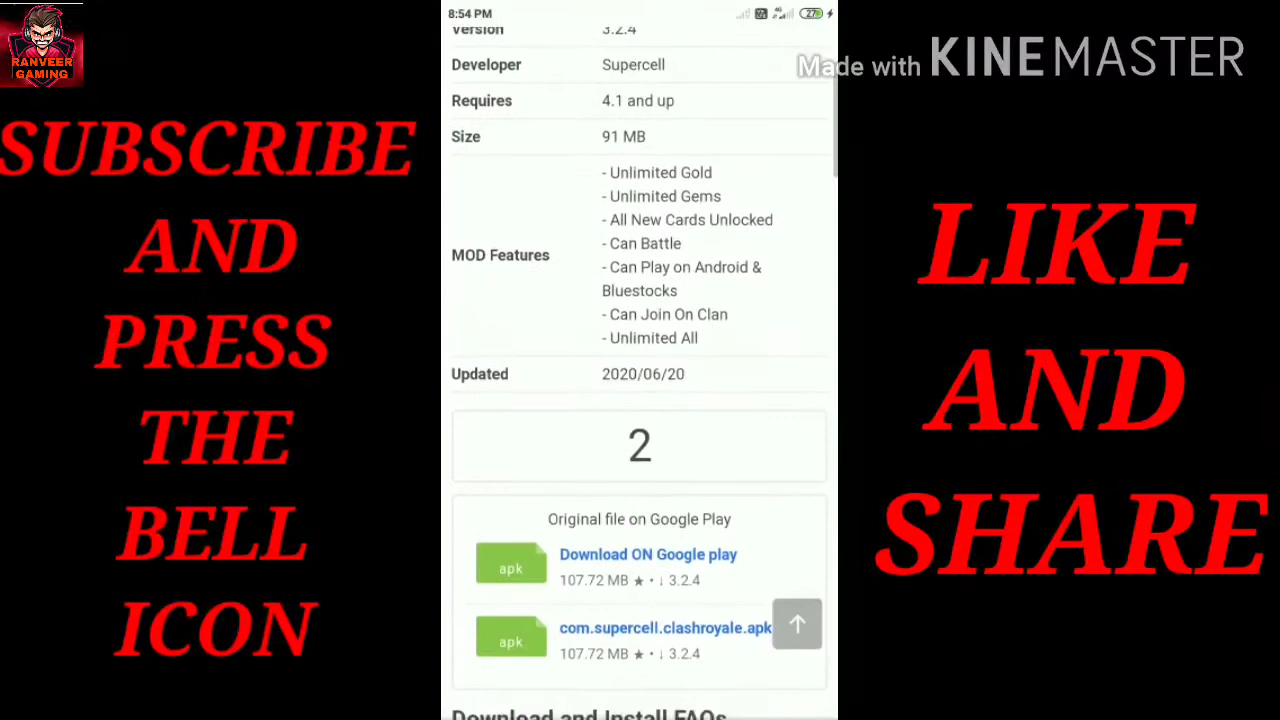 RANVEER
GAMING
SUBSCRIBE
AND
PRESS
THE
BELL
ICON
8:54 PM
4G
27
Version 3.2.4
Developer Supercell
Requires 4.1 and up
Size 91 MB
MOD Features
- Unlimited Gold
- Unlimited Gems
- All New Cards Unlocked
- Can Battle
- Can Play on Android &
Bluestocks
- Can Join On Clan
- Unlimited All
Updated 2020/06/20
2
Original file on Google Play
apk
Download ON Google play
107.72 MB ★ • ↓ 3.2.4
apk
com.supercell.clashroyale.apk
107.72 MB ★ • ↓ 3.2.4
Download and Install FAQs
Made with KINEMASTER
LIKE
AND
SHARE